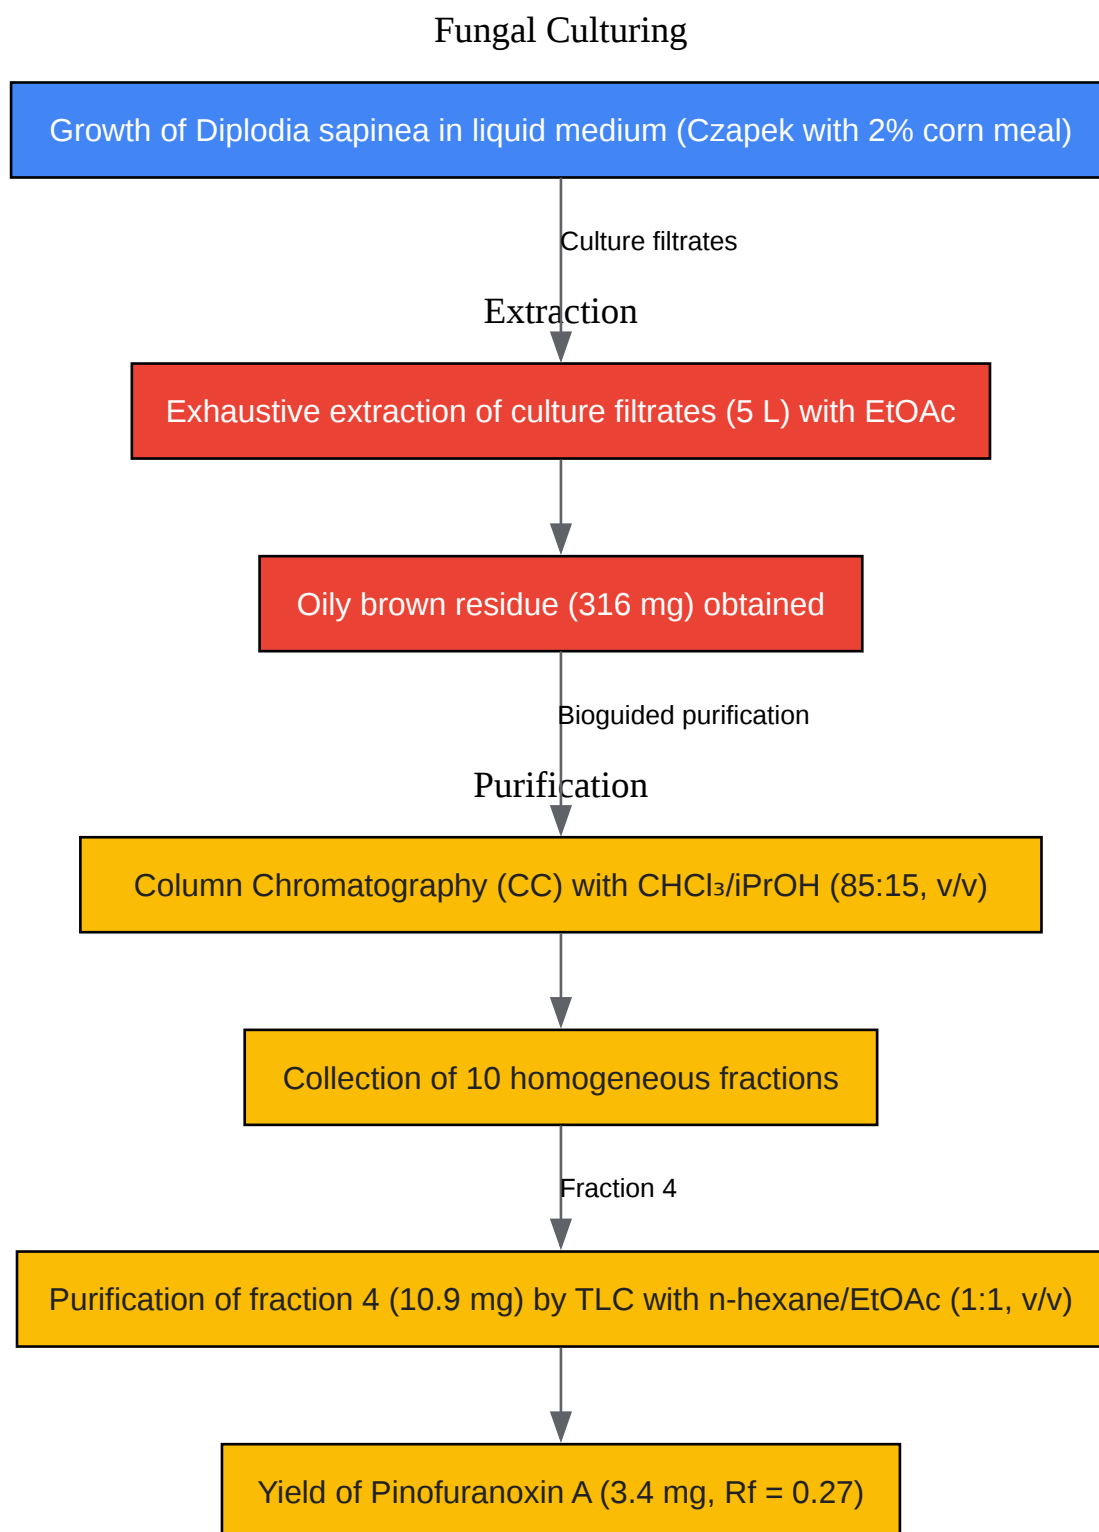 Fungal Culturing
Growth of Diplodia sapinea in liquid medium (Czapek with 2% corn meal)
Culture filtrates
Extraction
Exhaustive extraction of culture filtrates (5 L) with EtOAc
Oily brown residue (316 mg) obtained
Bioguided purification
Purification
Column Chromatography (CC) with CHCl₃/iPrOH (85:15, v/v)
Collection of 10 homogeneous fractions
Fraction 4
Purification of fraction 4 (10.9 mg) by TLC with n-hexane/EtOAc (1:1, v/v)
Yield of Pinofuranoxin A (3.4 mg, Rf = 0.27)